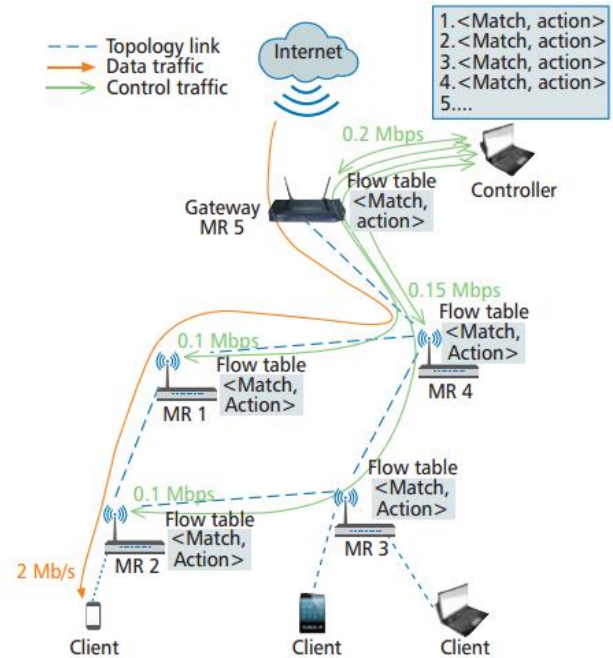 Topology link
Data traffic
Control traffic
Internet
1.<Match, action>
2.<Match, action>
3.<Match, action>
4.<Match, action>
5....
0.2 Mbps
Controller
Gateway
MR 5
Flow table
<Match,
action>
0.15 Mbps
Flow table
<Match,
Action>
MR 4
0.1 Mbps
Flow table
<Match,
Action>
MR 1
Flow table
<Match,
Action>
MR 3
0.1 Mbps
Flow table
<Match,
Action>
MR 2
2 Mb/s
Client
Client
Client